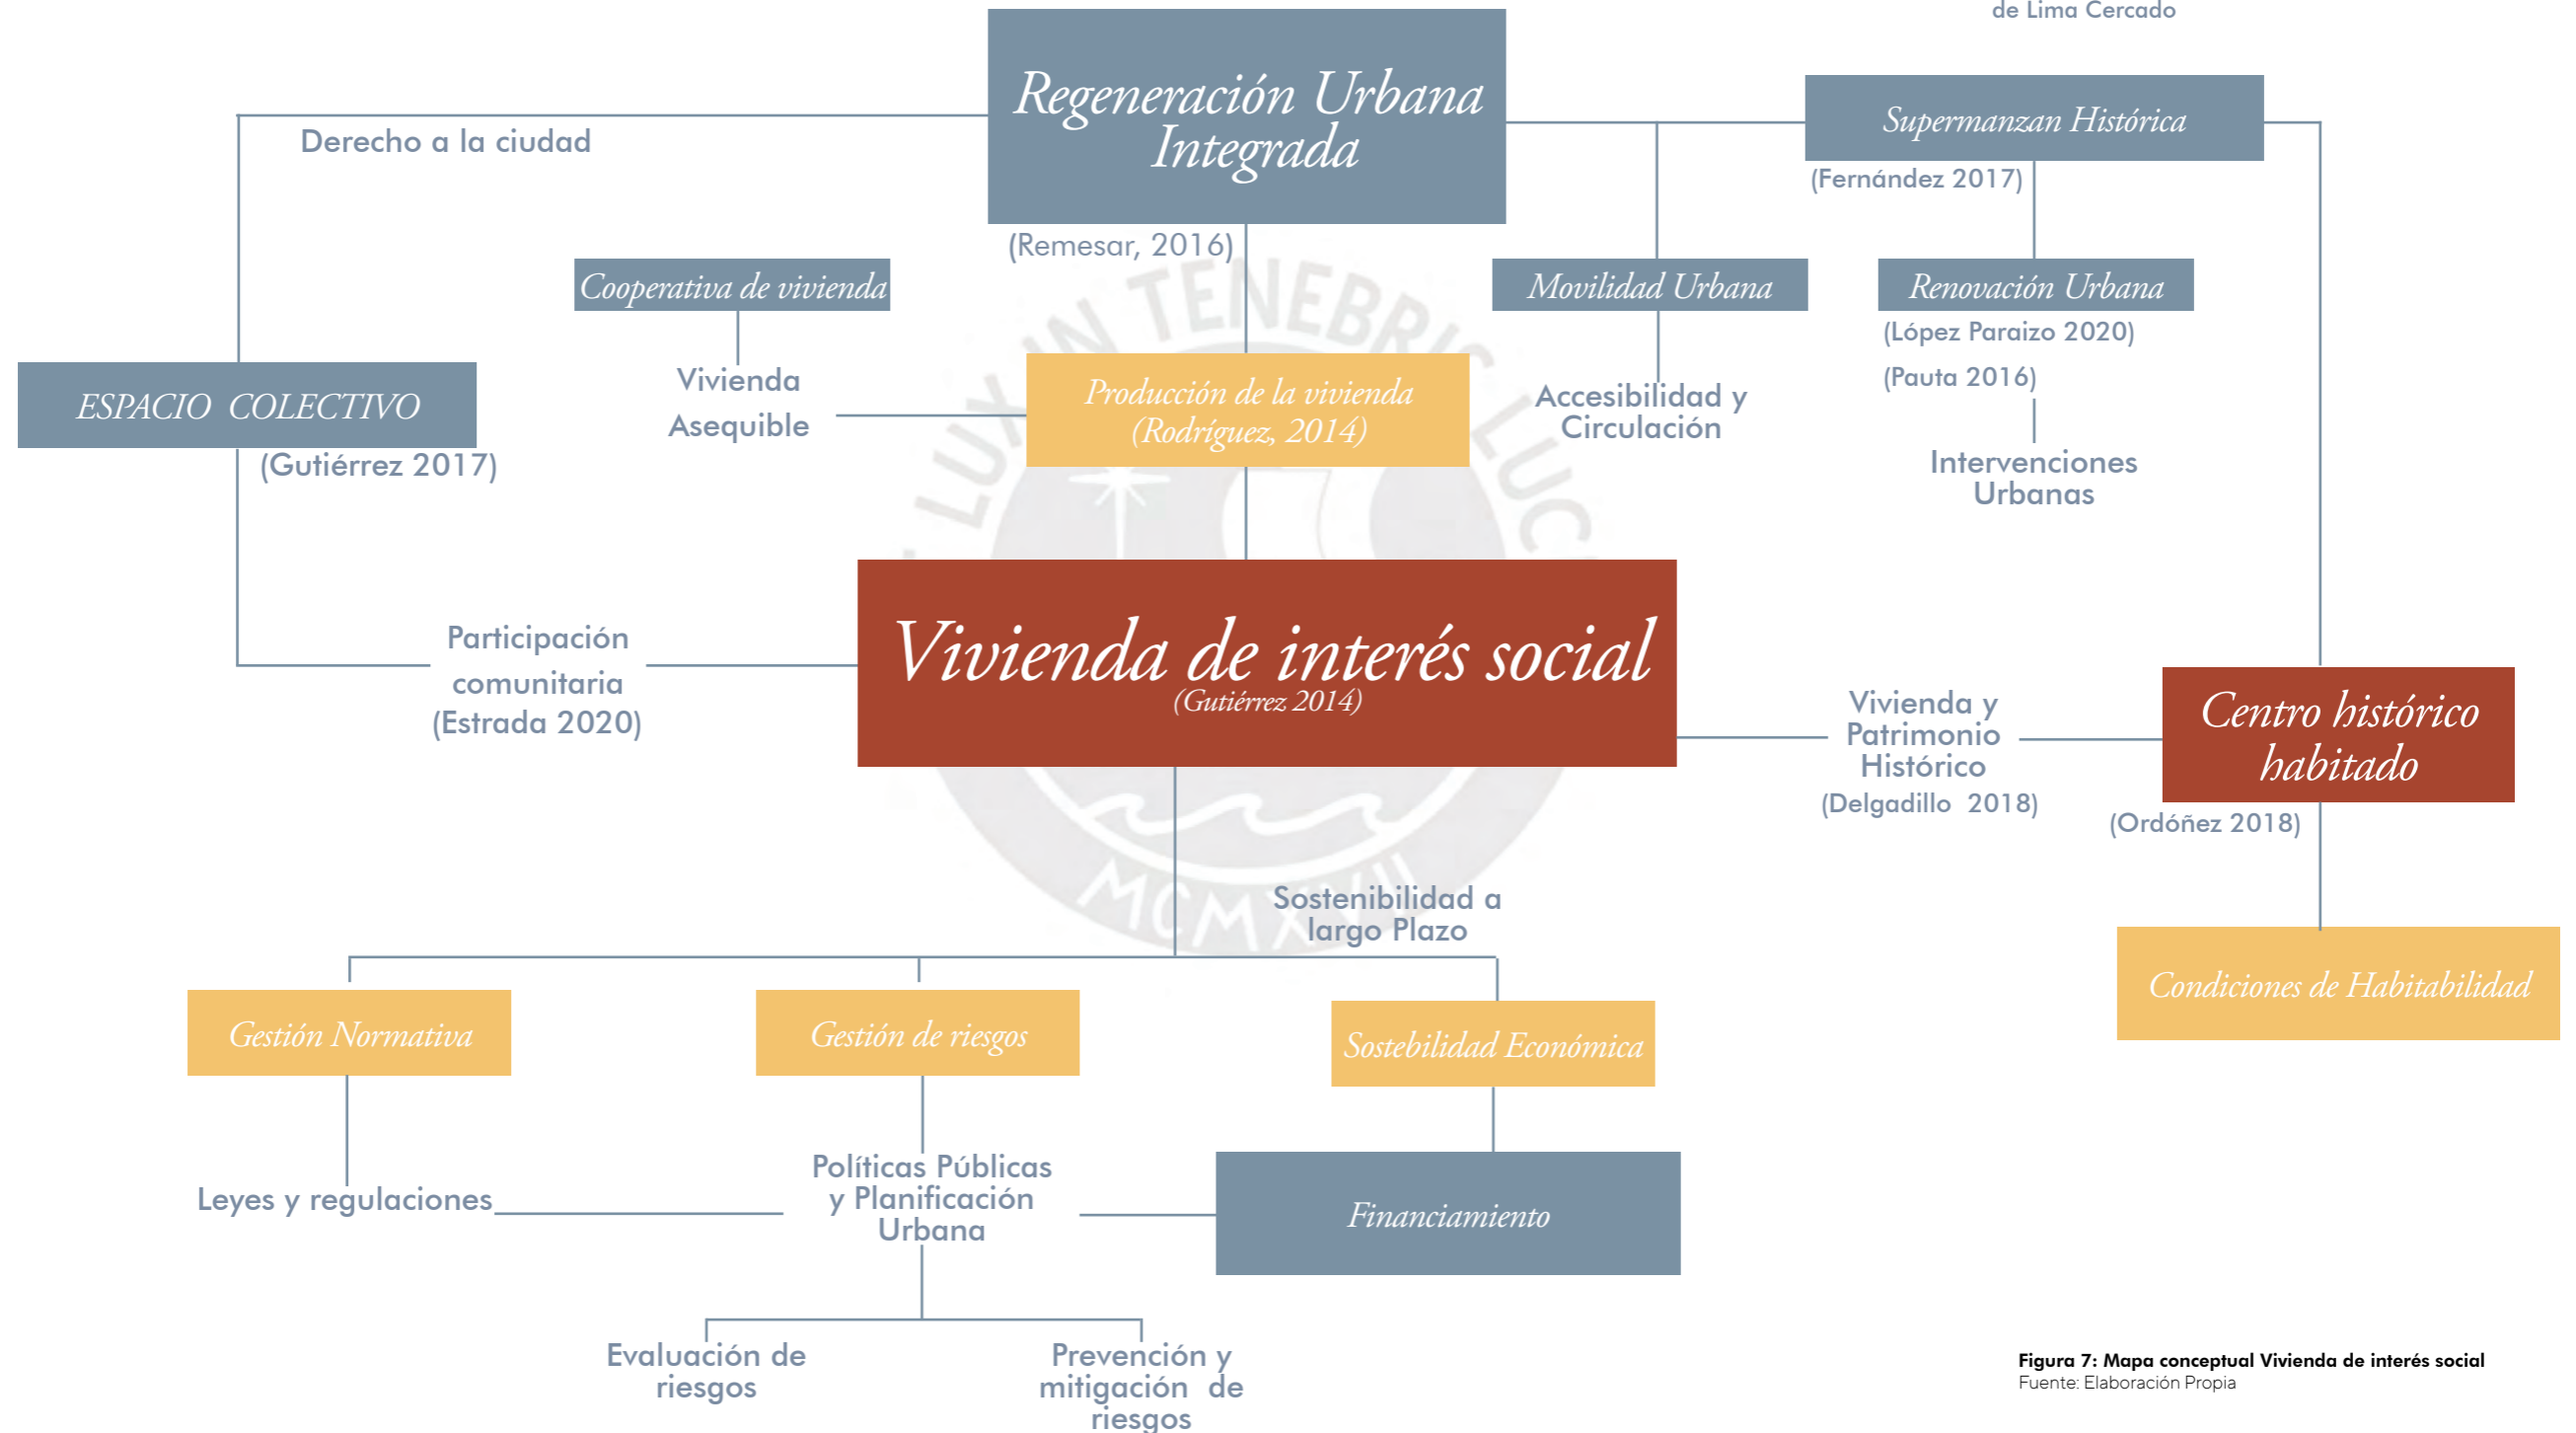 de Lima Cercado
Regeneración Urbana
Integrada
Supermanzan Histórica
Derecho a la ciudad
(Fernández 2017)
(Remesar, 2016)
Cooperativa de vivienda
Movilidad Urbana
Renovación Urbana
(López Paraizo 2020)
(Pauta 2016)
Vivienda
Asequible
Producción de la vivienda
(Rodríguez, 2014)
Accesibilidad y
Circulación
ESPACIO COLECTIVO
(Gutiérrez 2017)
Intervenciones
Urbanas
LUX IN TENEBRIS LUC
Participación
comunitaria
(Estrada 2020)
Vivienda de interés social
(Gutiérrez 2014)
Vivienda y
Patrimonio
Histórico
(Delgadillo 2018)
Centro histórico
habitado
(Ordóñez 2018)
MCMXVII
Sostenibilidad a
largo Plazo
Condiciones de Habitabilidad
Gestión Normativa
Gestión de riesgos
Sostebilidad Económica
Leyes y regulaciones
Políticas Públicas
y Planificación
Urbana
Financiamiento
Evaluación de
riesgos
Prevención y
mitigación de
riesgos
Figura 7: Mapa conceptual Vivienda de interés social
Fuente: Elaboración Propia